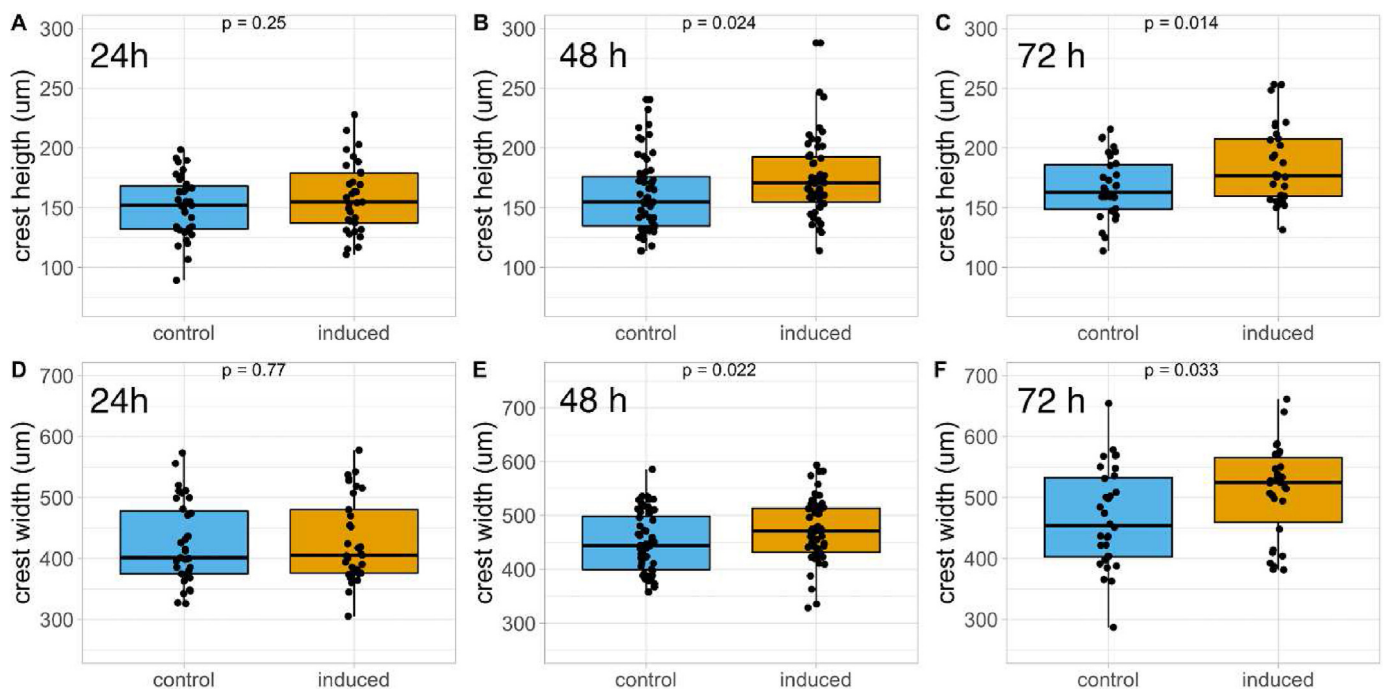 A
p = 0.25
24h
crest heigth (um)
300
250
200
150
100
control
induced
B
p = 0.024
48 h
crest heigth (um)
300
250
200
150
100
control
induced
C
p = 0.014
72 h
crest heigth (um)
300
250
200
150
100
control
induced
D
p = 0.77
24h
crest width (um)
700
600
500
400
300
control
induced
E
p = 0.022
48 h
crest width (um)
700
600
500
400
300
control
induced
F
p = 0.033
72 h
crest width (um)
700
600
500
400
300
control
induced